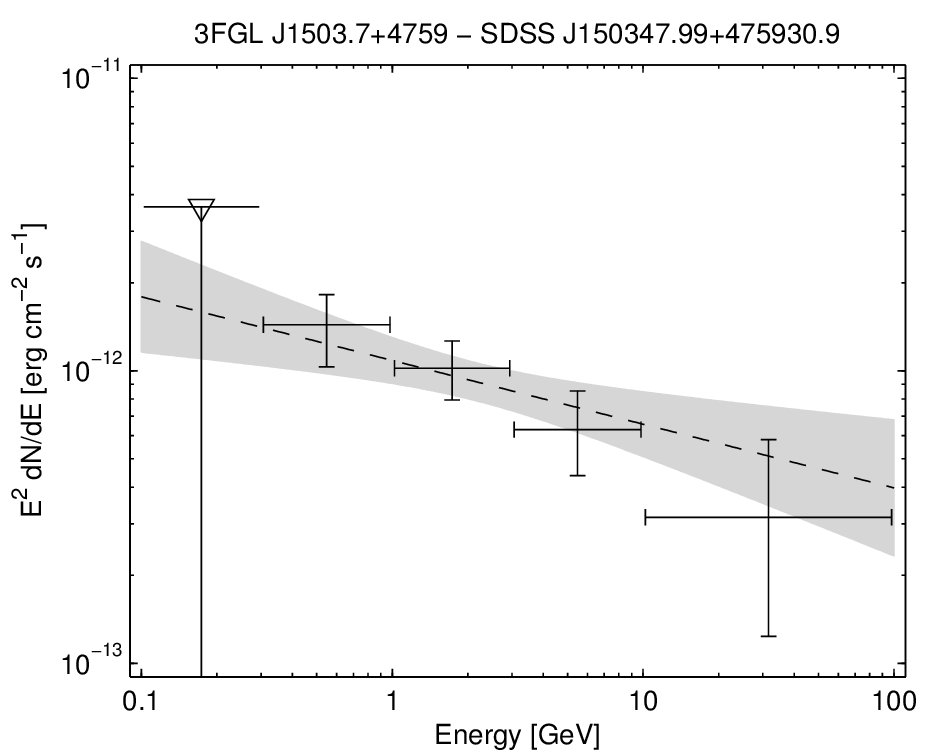 3FGL J1503.7+4759 − SDSS J150347.99+475930.9
10⁻¹¹
10⁻¹²
10⁻¹³
E² dN/dE [erg cm⁻² s⁻¹]
0.1 1 10 100
Energy [GeV]